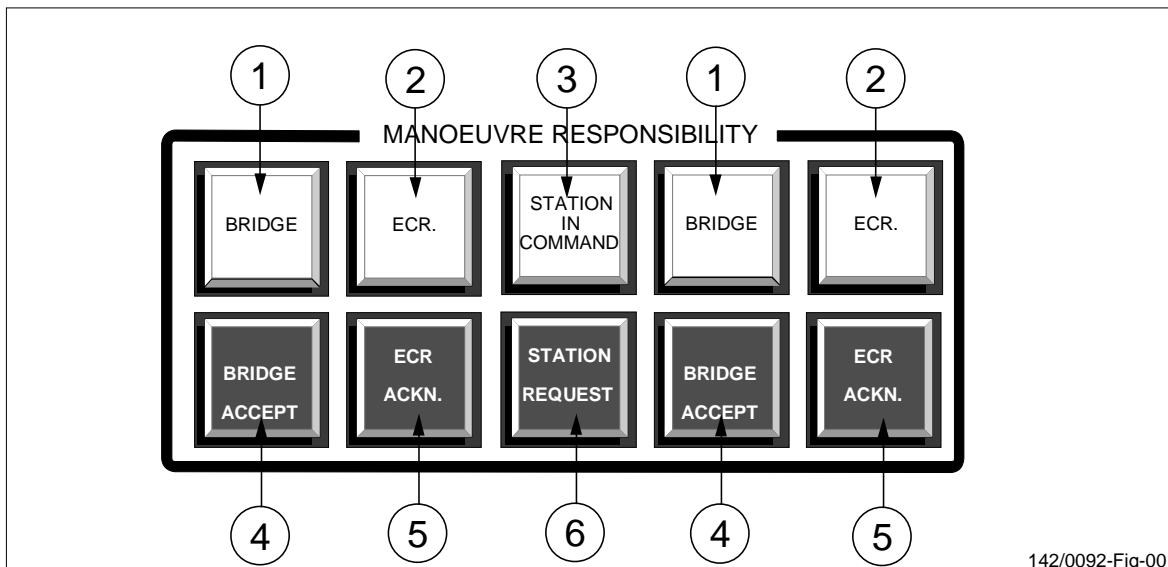 1 2 3 1 2
MANOEUVRE RESPONSIBILITY
BRIDGE
ECR.
STATION
IN
COMMAND
BRIDGE
ECR.
BRIDGE
ACCEPT
ECR
ACKN.
STATION
REQUEST
BRIDGE
ACCEPT
ECR
ACKN.
4 5 6 4 5
142/0092-Fig-00